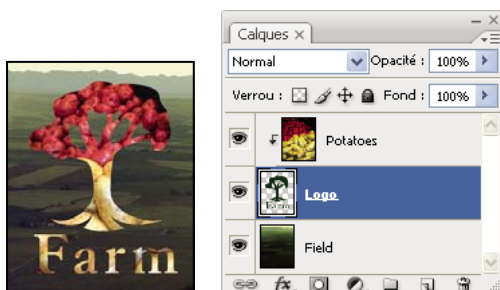 Calques ×
Normal Opacité : 100%
Verrou : Fond : 100%
Potatoes
Logo
Field
Farm